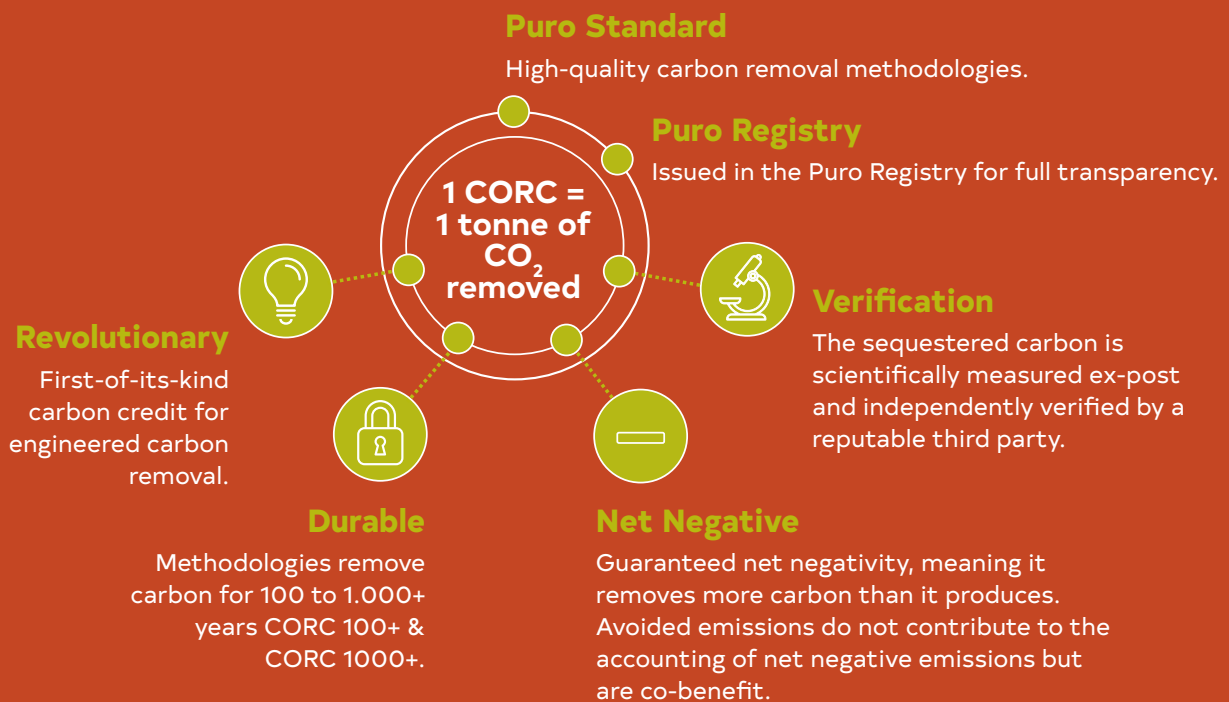 Puro Standard
High-quality carbon removal methodologies.
Puro Registry
Issued in the Puro Registry for full transparency.
1 CORC =
1 tonne of
CO₂
removed
Verification
The sequestered carbon is
scientifically measured ex-post
and independently verified by a
reputable third party.
Revolutionary
First-of-its-kind
carbon credit for
engineered carbon
removal.
Durable
Methodologies remove
carbon for 100 to 1.000+
years CORC 100+ &
CORC 1000+.
Net Negative
Guaranteed net negativity, meaning it
removes more carbon than it produces.
Avoided emissions do not contribute to the
accounting of net negative emissions but
are co-benefit.